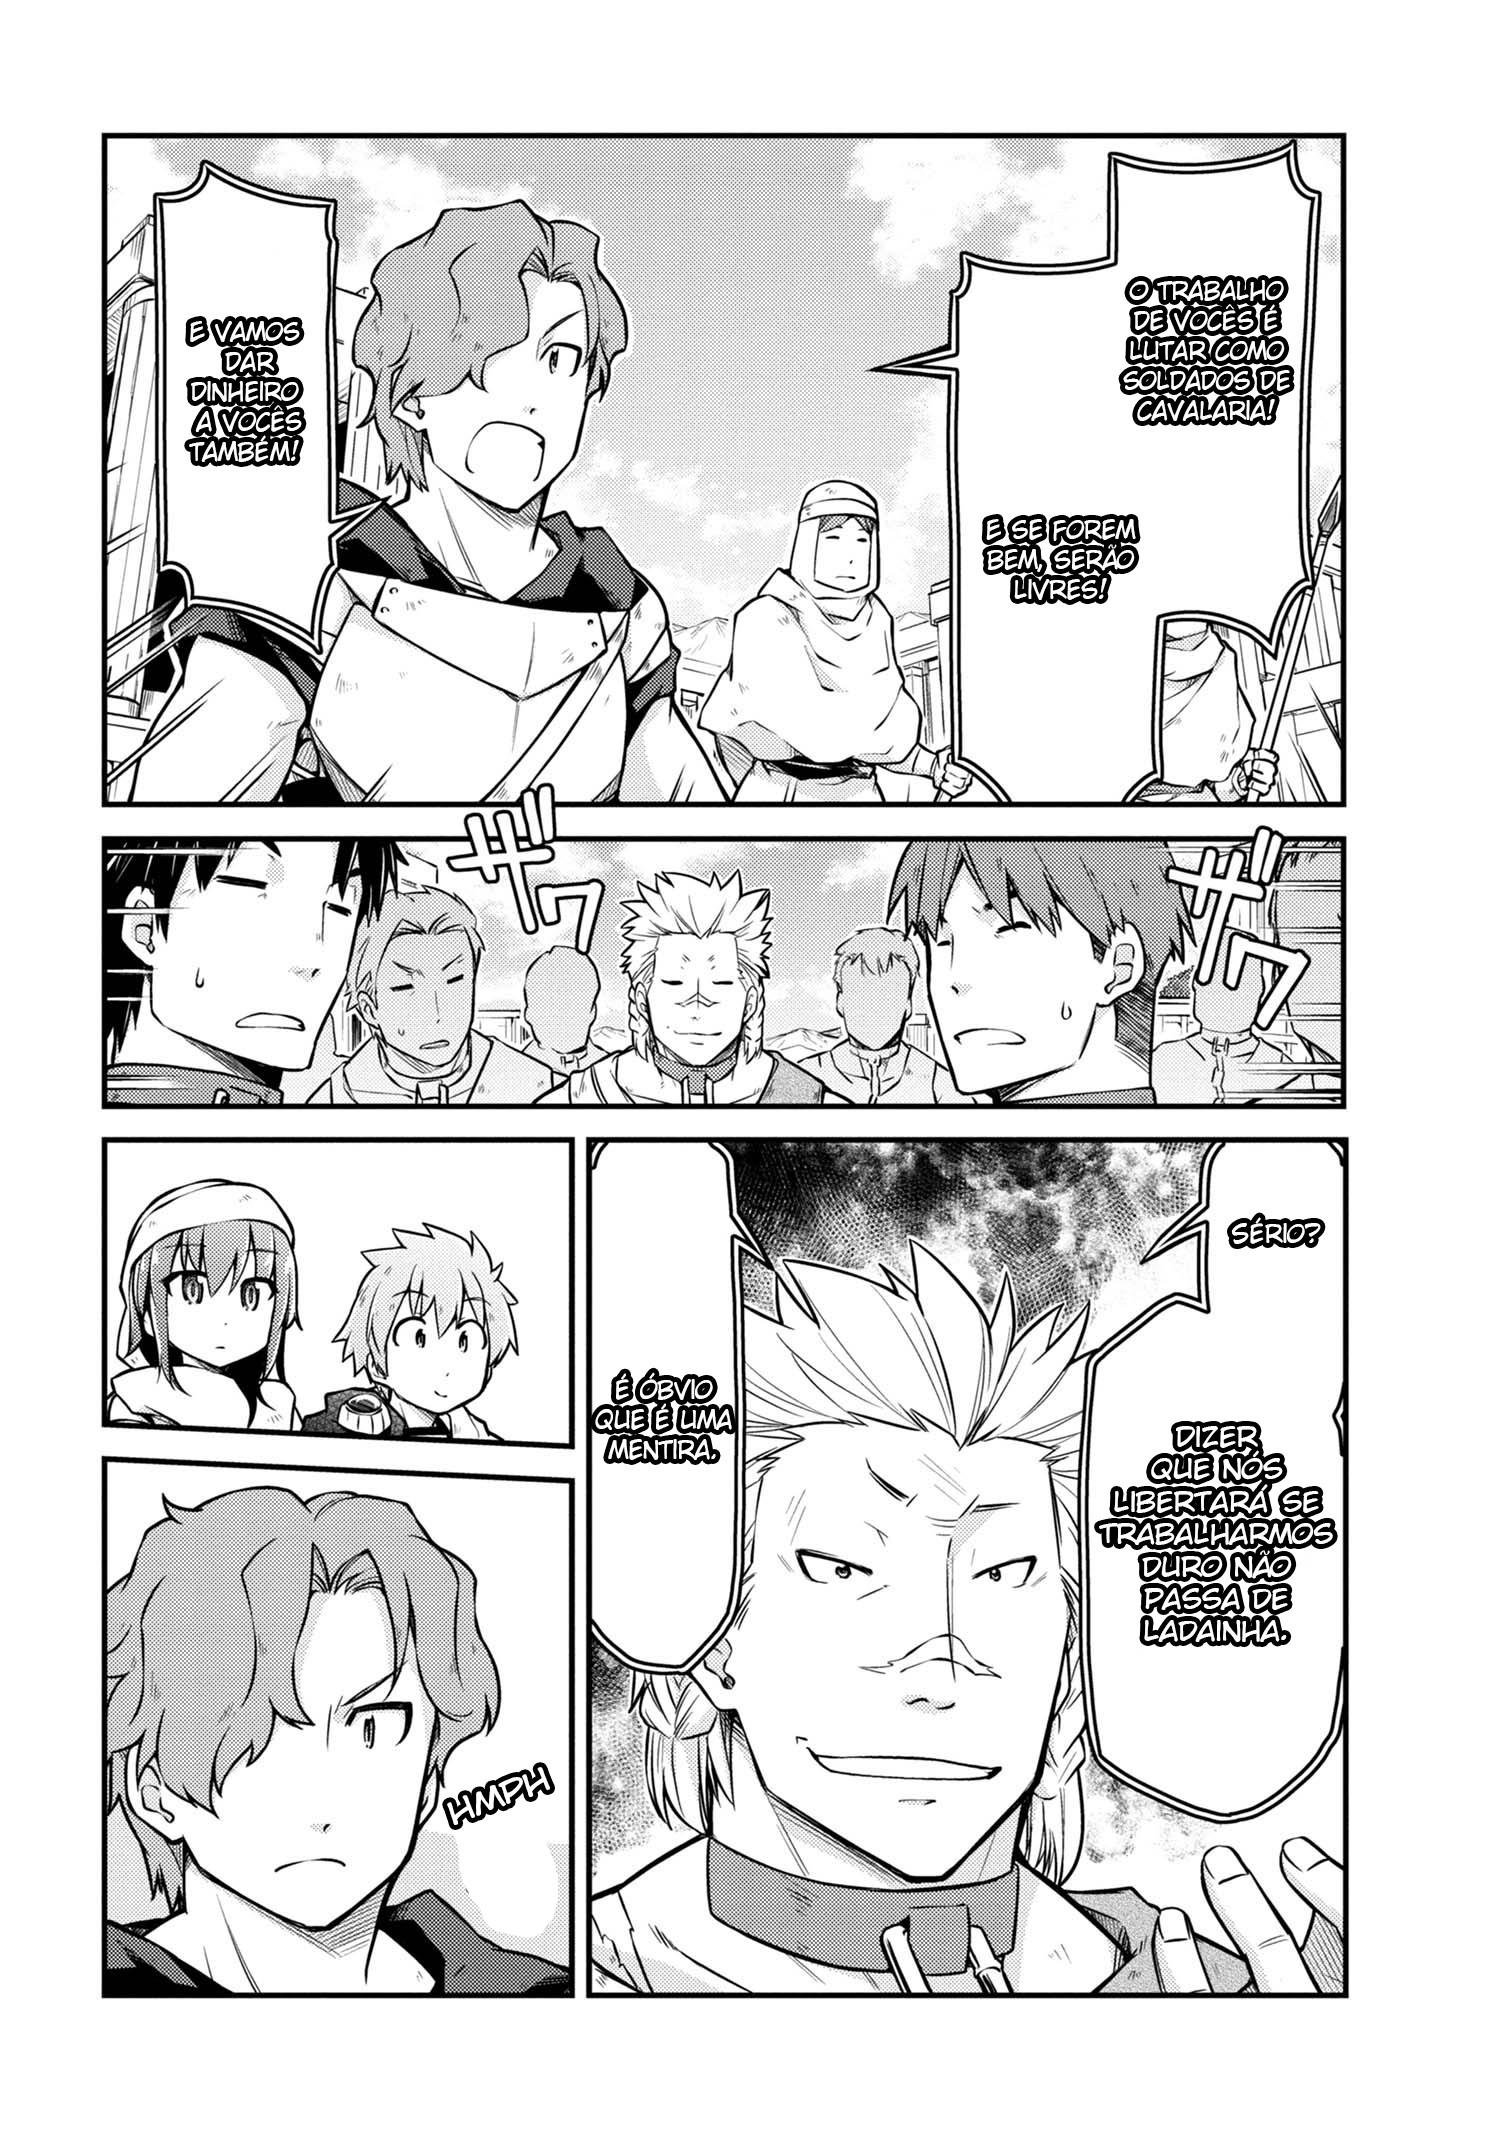 O TRABALHO
DE VOCÊS É
LUTAR COMO
SOLDADOS DE
CAVALARIA!
E SE FOREM
BEM, SERÃO
LIVRES!
E VAMOS
DAR
DINHEIRO
A VOCÊS
TAMBÉM!
ザワ
ザワ
SÉRIO?
DIZER
QUE NÓS
LIBERTARÁ SE
TRABALHARMOS
DURO NÃO
PASSA DE
LADAINHA.
É ÓBVIO
QUE É UMA
MENTIRA.
HMPH